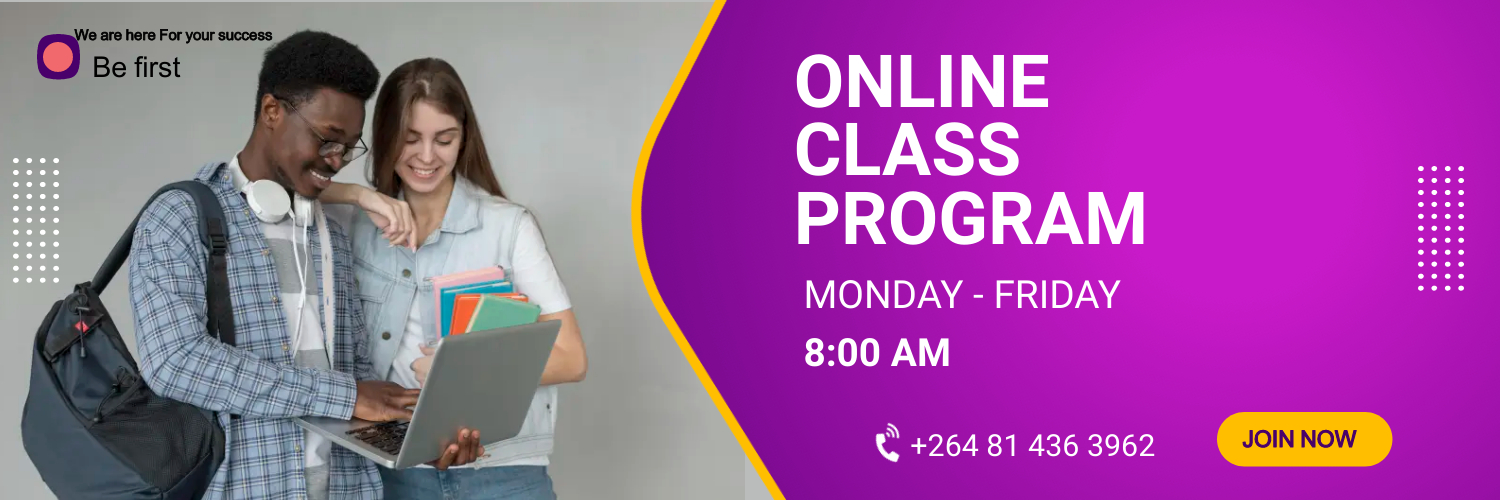 We are here For your success
Be first
ONLINE
CLASS
PROGRAM
MONDAY - FRIDAY
8:00 AM
+264 81 436 3962
JOIN NOW